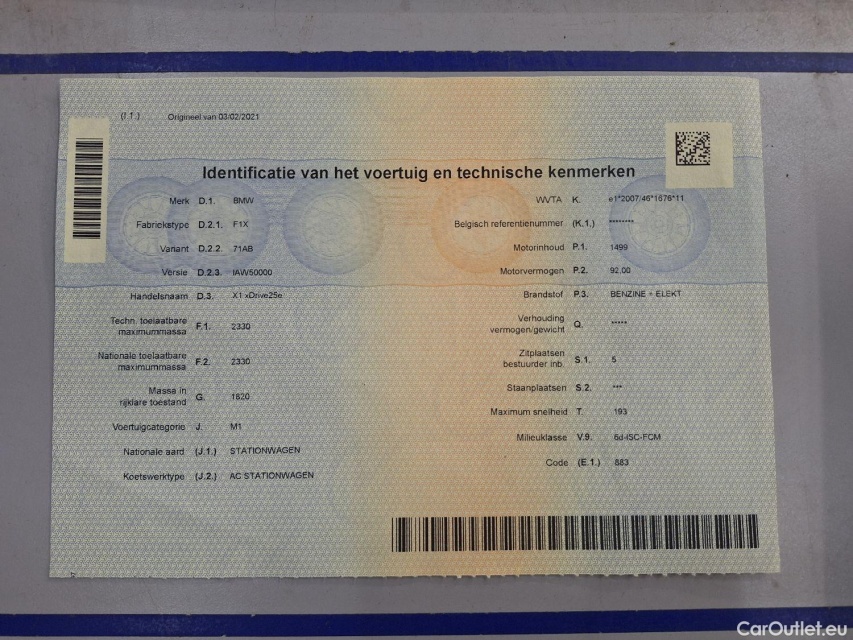 (I.1.) Origineel van 03/02/2021
Identificatie van het voertuig en technische kenmerken
Merk D.1. BMW
Fabriekstype D.2.1. F1X
Variant D.2.2. 71AB
Versie D.2.3. IAW50000
Handelsnaam D.3. X1 xDrive25e
Techn. toelaatbare
maximummassa F.1. 2330
Nationale toelaatbare
maximummassa F.2. 2330
Massa in
rijklare toestand G. 1820
Voertuigcategorie J. M1
Nationale aard (J.1.) STATIONWAGEN
Koetswerktype (J.2.) AC STATIONWAGEN
WVTA K. e1*2007/46*1676*11
Belgisch referentienummer (K.1.) ********
Motorinhoud P.1. 1499
Motorvermogen P.2. 92.00
Brandstof P.3. BENZINE + ELEKT
Verhouding
vermogen/gewicht Q. *****
Zitplaatsen
bestuurder inb. S.1. 5
Staanplaatsen S.2. ***
Maximum snelheid T. 193
Milieuklasse V.9. 6d-ISC-FCM
Code (E.1.) 883
CarOutlet.eu